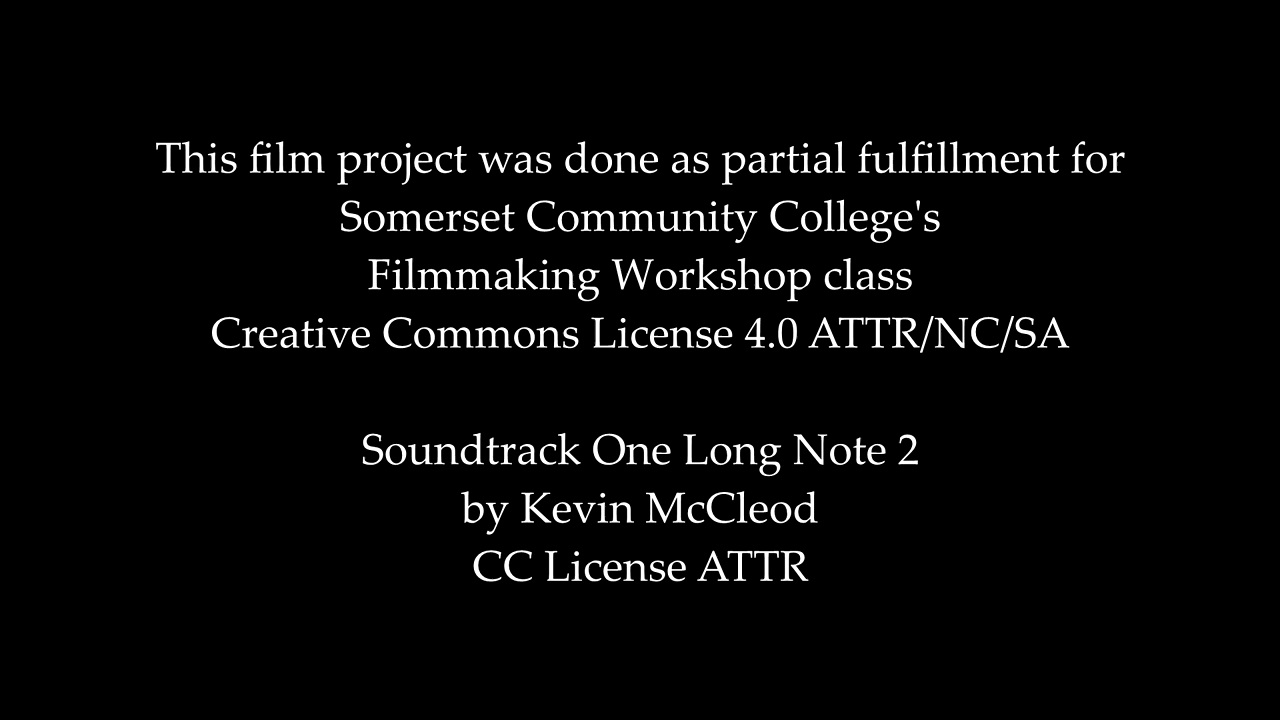 This film project was done as partial fulfillment for
Somerset Community College's
Filmmaking Workshop class
Creative Commons License 4.0 ATTR/NC/SA
Soundtrack One Long Note 2
by Kevin McCleod
CC License ATTR